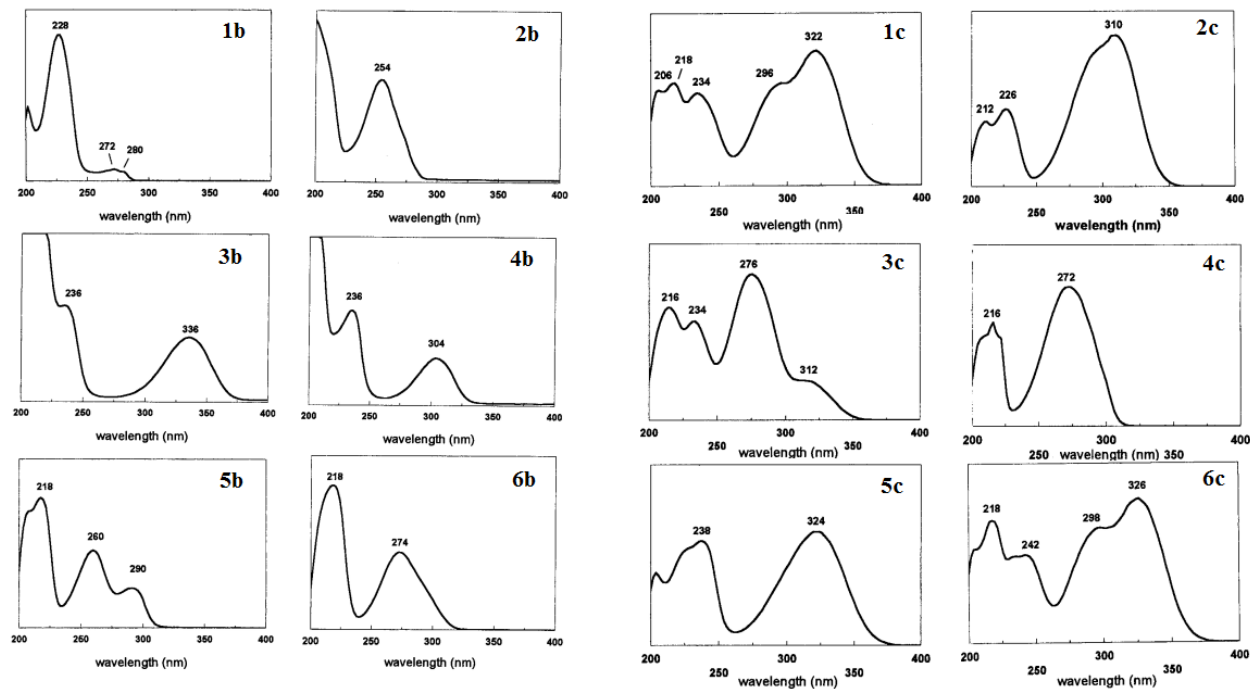 228 1b
272 280
200 250 300 350 400
wavelength (nm)
254 2b
200 250 300 350 400
wavelength (nm)
206 218 234 296 322 1c
200 250 300 350 400
wavelength (nm)
212 226 310 2c
200 250 300 350 400
wavelength (nm)
236 336 3b
200 250 300 350 400
wavelength (nm)
236 304 4b
200 250 300 350 400
wavelength (nm)
216 234 276 312 3c
200 250 300 350 400
wavelength (nm)
216 272 4c
200 250 300 350 400
wavelength (nm)
200 250 300 350
218 260 290 5b
200 250 300 350 400
wavelength (nm)
218 274 6b
200 250 300 350 400
wavelength (nm)
238 324 5c
200 250 300 350 400
wavelength (nm)
218 242 298 326 6c
200 250 300 350 400
wavelength (nm)